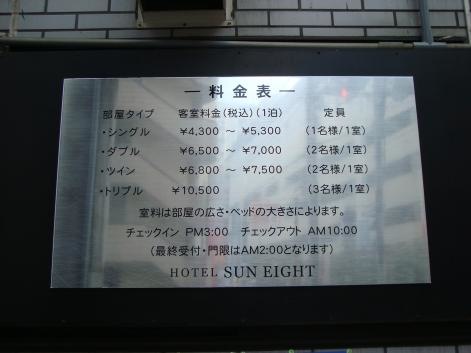 ― 料金表 ―
部屋タイプ 客室料金(税込)(1泊) 定員
・シングル ¥4,300 ～ ¥5,300 (1名様/1室)
・ダブル ¥6,500 ～ ¥7,000 (2名様/1室)
・ツイン ¥6,800 ～ ¥7,500 (2名様/1室)
・トリプル ¥10,500 (3名様/1室)
室料は部屋の広さ・ベッドの大きさによります。
チェックイン PM3:00 チェックアウト AM10:00
(最終受付・門限はAM2:00となります)
HOTEL SUN EIGHT